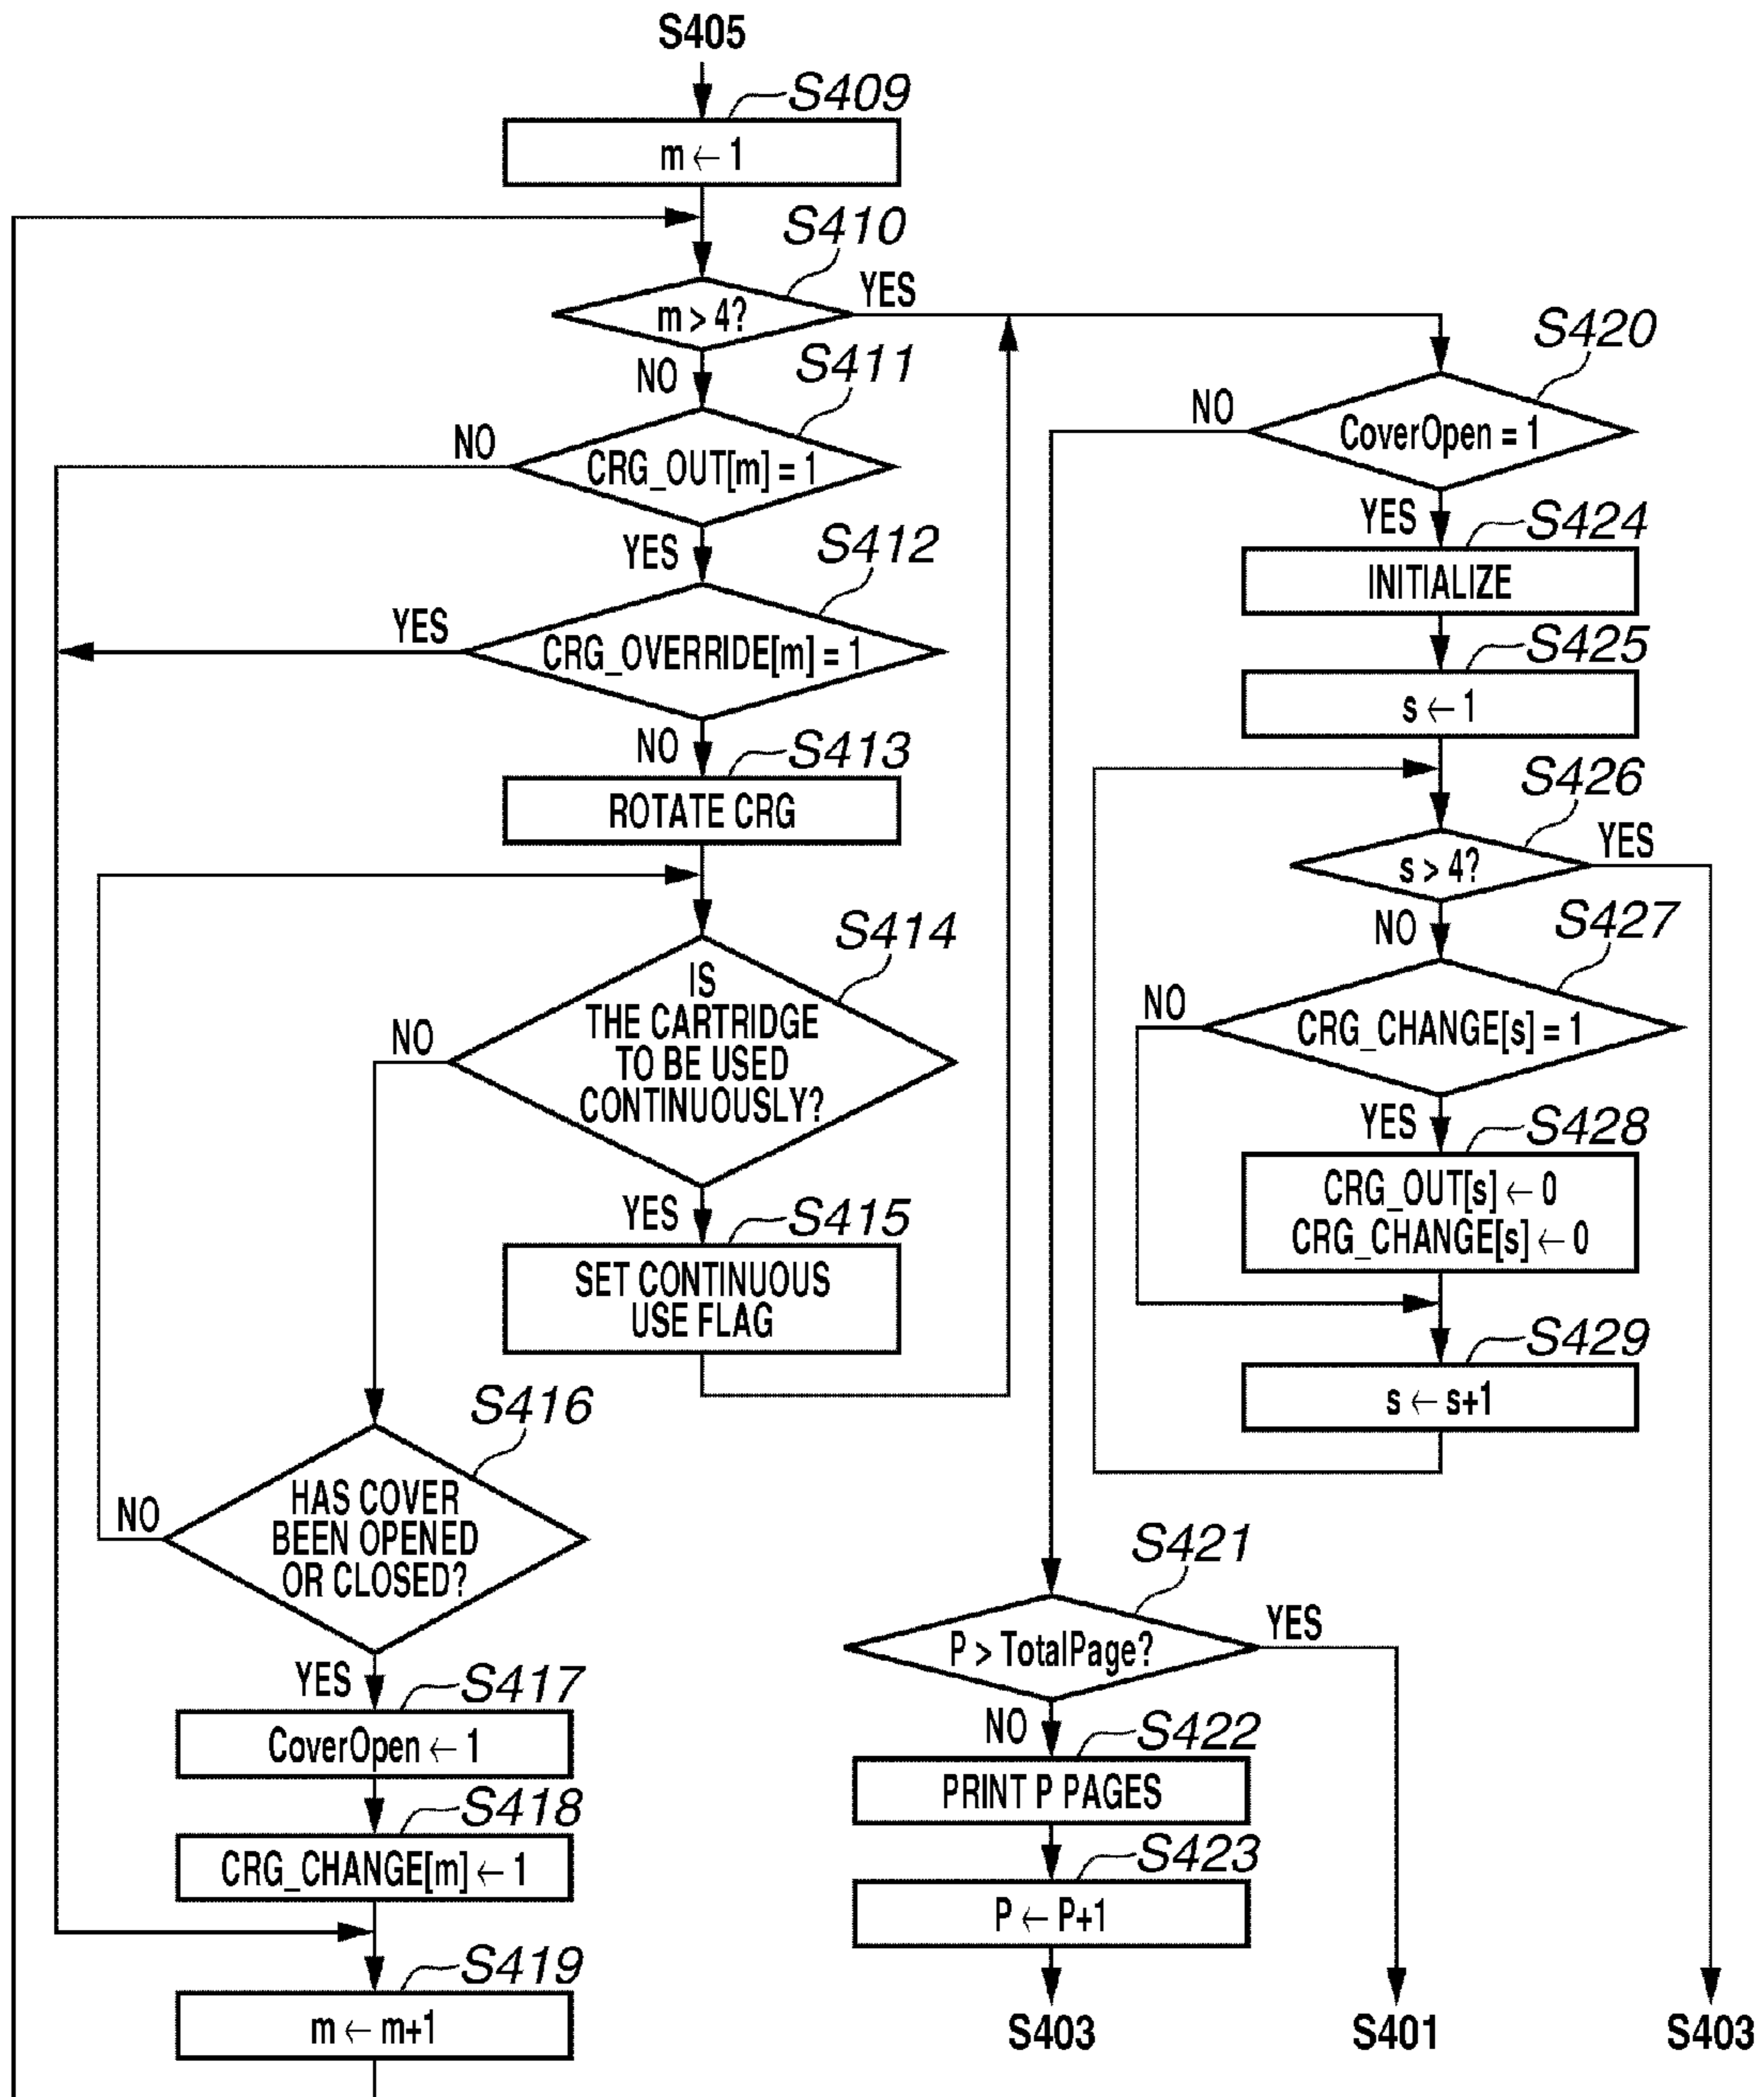 S405
S409
m ← 1
S410
m > 4?
YES
NO
S411
CRG_OUT[m] = 1
NO
YES
S412
CRG_OVERRIDE[m] = 1
YES
NO
S413
ROTATE CRG
S414
IS
THE CARTRIDGE
TO BE USED
CONTINUOUSLY?
NO
YES
S415
SET CONTINUOUS
USE FLAG
S416
HAS COVER
BEEN OPENED
OR CLOSED?
NO
YES
S417
CoverOpen ← 1
S418
CRG_CHANGE[m] ← 1
S419
m ← m+1
S420
CoverOpen = 1
NO
YES
S424
INITIALIZE
S425
s ← 1
S426
s > 4?
YES
NO
S427
CRG_CHANGE[s] = 1
NO
YES
S428
CRG_OUT[s] ← 0
CRG_CHANGE[s] ← 0
S429
s ← s+1
S421
P > TotalPage?
YES
NO
S422
PRINT P PAGES
S423
P ← P+1
S403
S401
S403